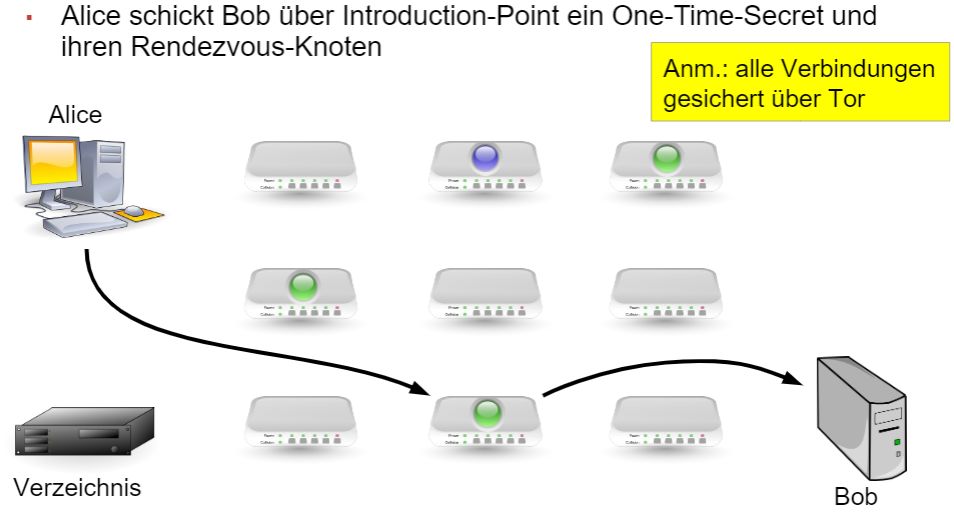 ▪ Alice schickt Bob über Introduction-Point ein One-Time-Secret und
ihren Rendezvous-Knoten
Anm.: alle Verbindungen
gesichert über Tor
Alice
Verzeichnis
Bob